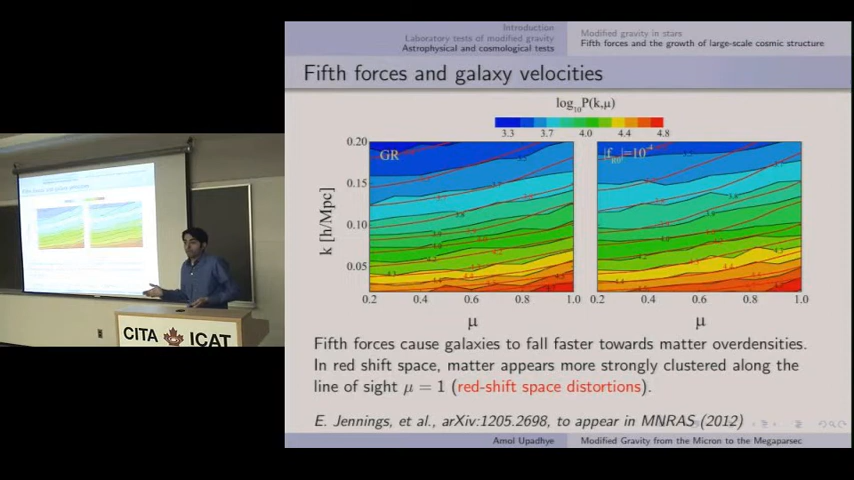 Introduction
Laboratory tests of modified gravity
Astrophysical and cosmological tests
Modified gravity in stars
Fifth forces and the growth of large-scale cosmic structure
Fifth forces and galaxy velocities
log10P(k,μ)
3.3 3.7 4.0 4.4 4.8
GR
|fR0|=10^-4
0.20
0.15
0.10
0.05
k [h/Mpc]
0.2 0.4 0.6 0.8 1.0
0.2 0.4 0.6 0.8 1.0
μ
μ
Fifth forces cause galaxies to fall faster towards matter overdensities.
In red shift space, matter appears more strongly clustered along the
line of sight μ = 1 (red-shift space distortions).
E. Jennings, et al., arXiv:1205.2698, to appear in MNRAS (2012)
Amol Upadhye
Modified Gravity from the Micron to the Megaparsec
CITA ICAT